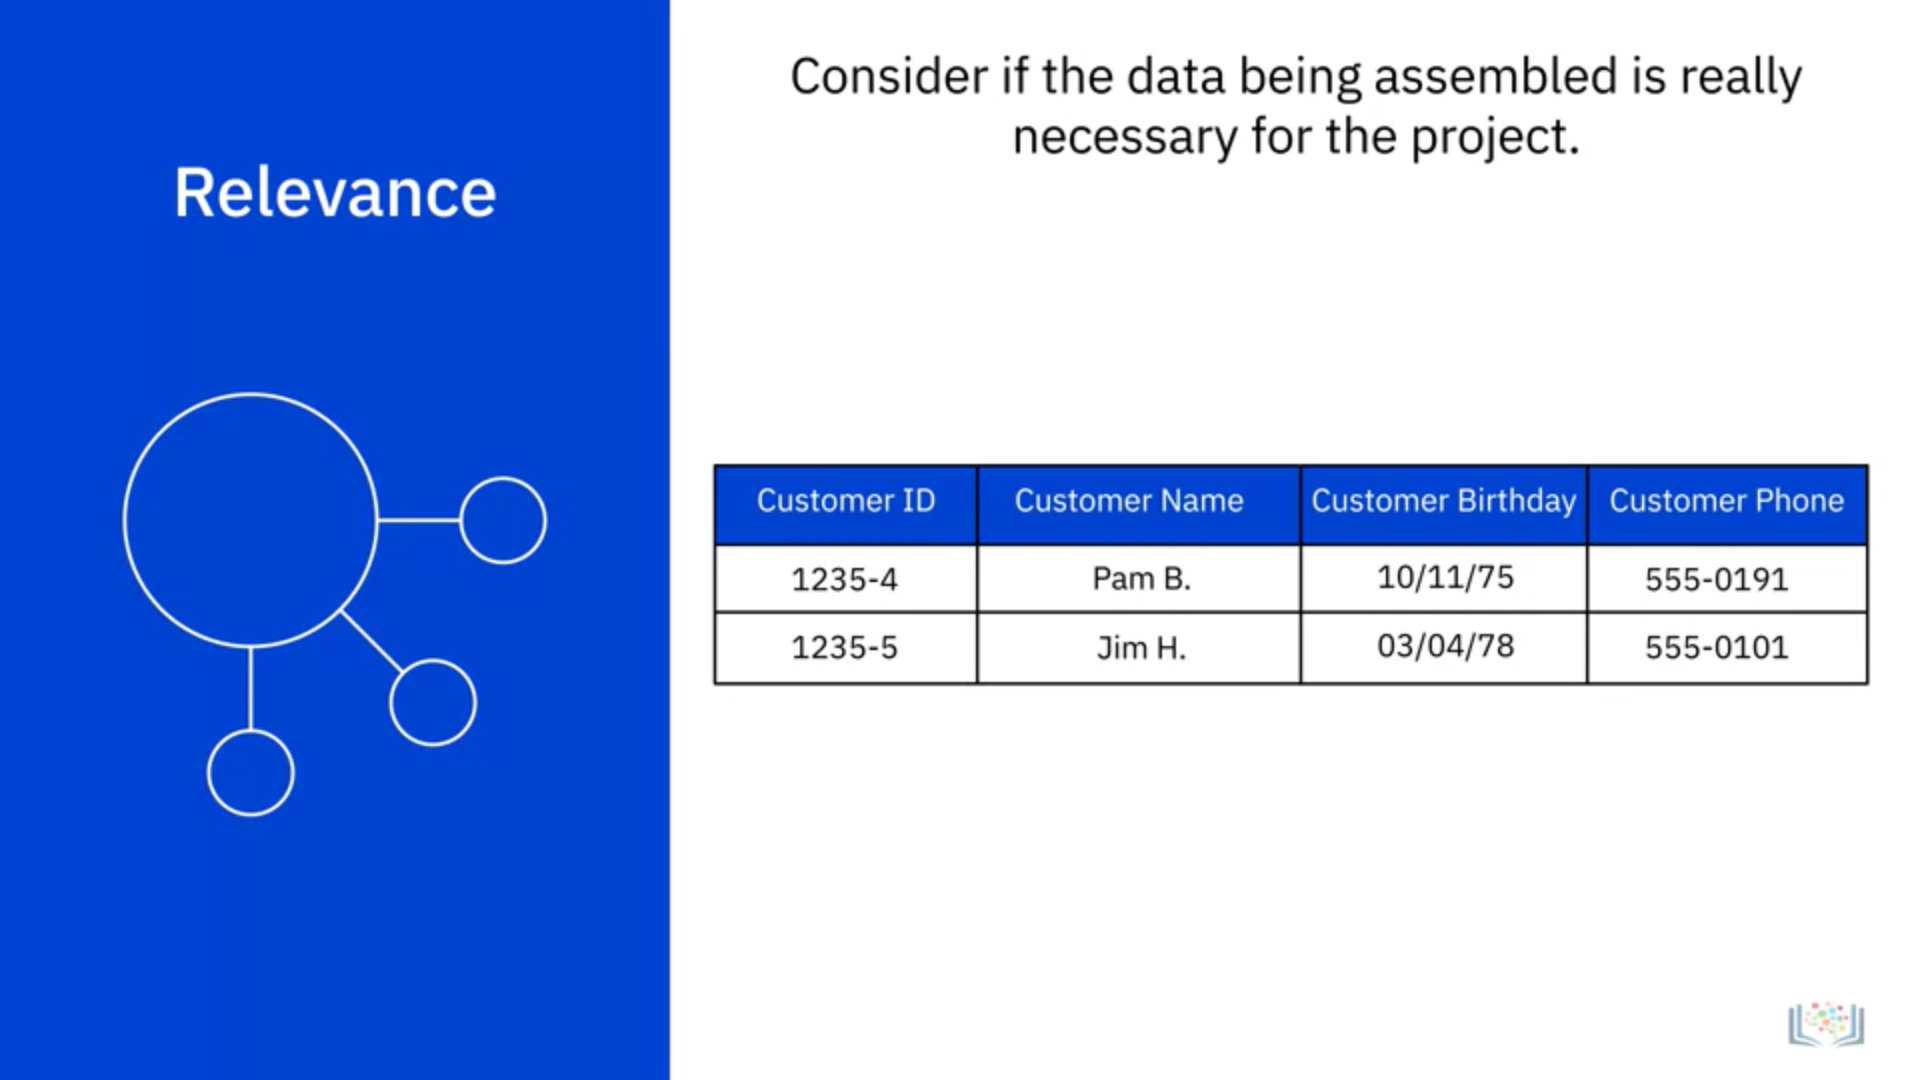 Relevance
Consider if the data being assembled is really
necessary for the project.
Customer ID Customer Name Customer Birthday Customer Phone
1235-4 Pam B. 10/11/75 555-0191
1235-5 Jim H. 03/04/78 555-0101